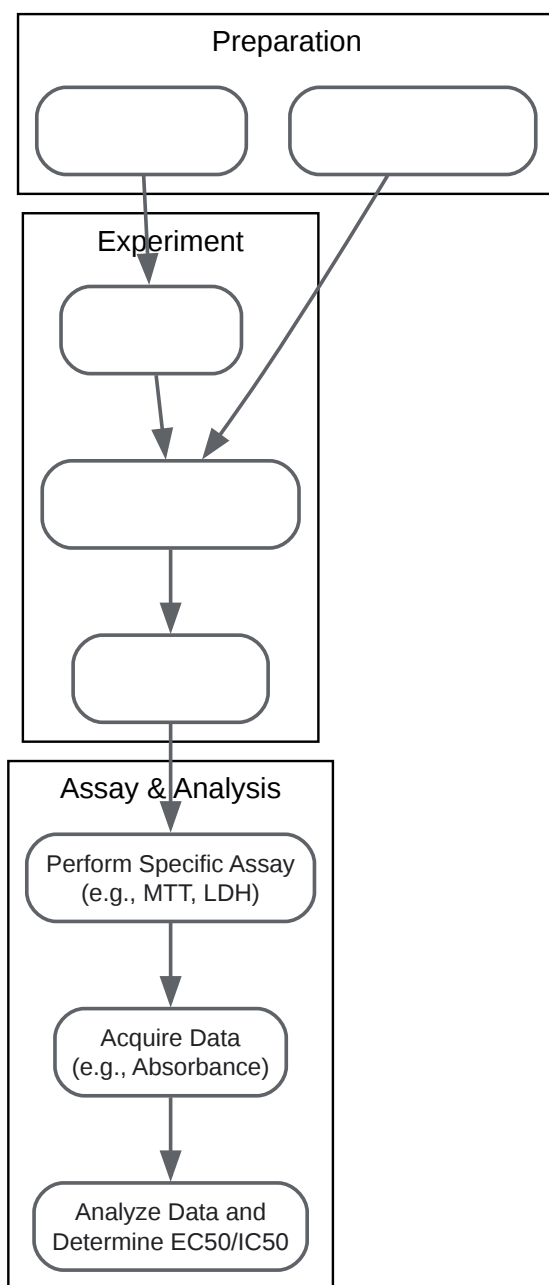 Preparation
Experiment
Assay & Analysis
Perform Specific Assay
(e.g., MTT, LDH)
Acquire Data
(e.g., Absorbance)
Analyze Data and
Determine EC50/IC50